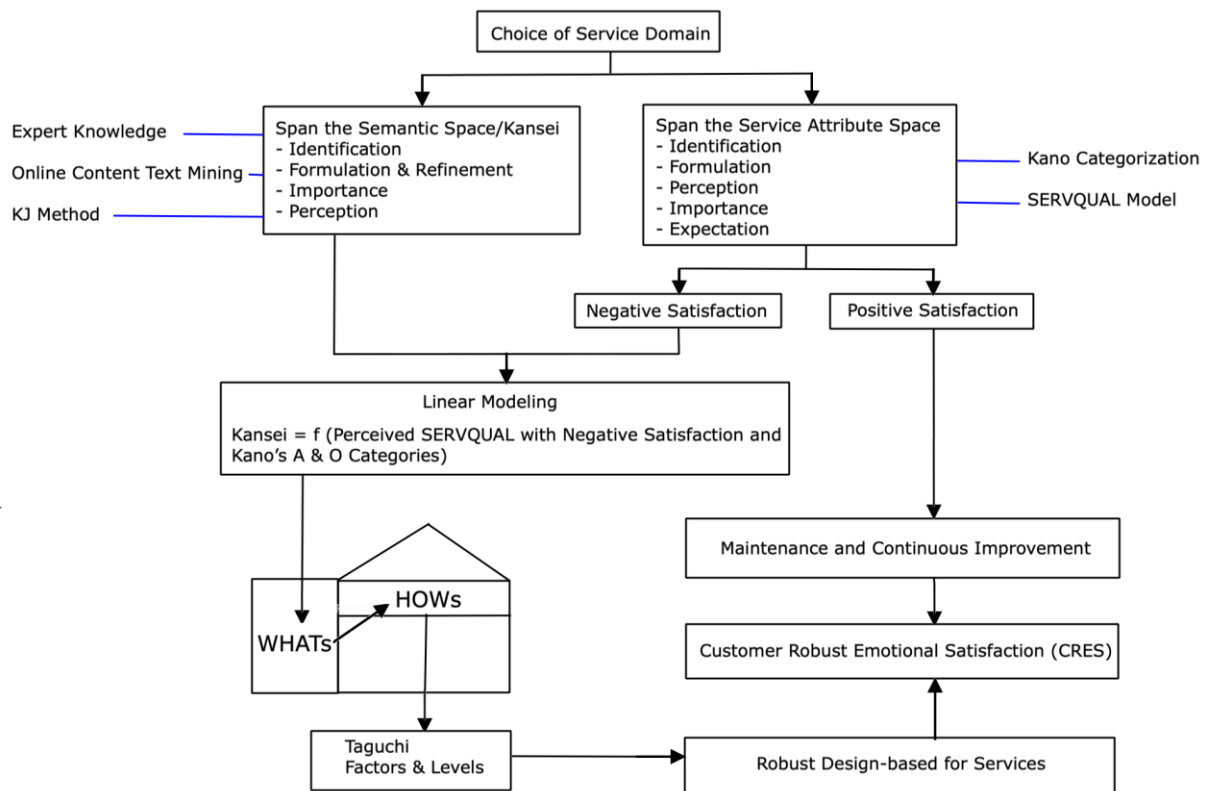 Choice of Service Domain
Expert Knowledge
Online Content Text Mining
KJ Method
Span the Semantic Space/Kansei
- Identification
- Formulation & Refinement
- Importance
- Perception
Span the Service Attribute Space
- Identification
- Formulation
- Perception
- Importance
- Expectation
Kano Categorization
SERVQUAL Model
Negative Satisfaction
Positive Satisfaction
Linear Modeling
Kansei = f (Perceived SERVQUAL with Negative Satisfaction and
Kano's A & O Categories)
Maintenance and Continuous Improvement
HOWs
WHATs
Customer Robust Emotional Satisfaction (CRES)
Taguchi
Factors & Levels
Robust Design-based for Services